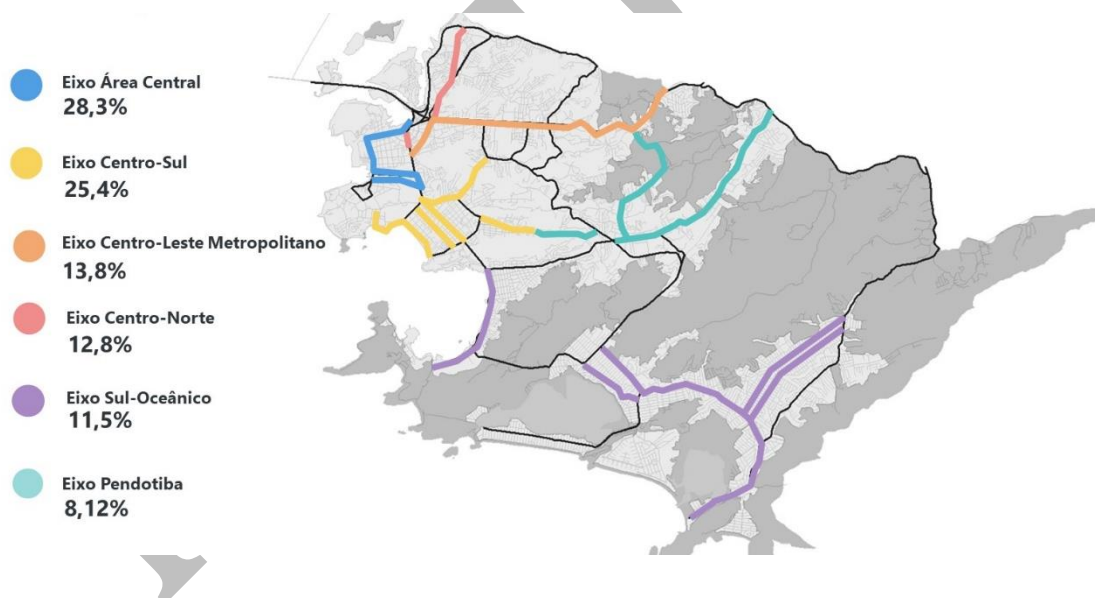 Eixo Área Central
28,3%
Eixo Centro-Sul
25,4%
Eixo Centro-Leste Metropolitano
13,8%
Eixo Centro-Norte
12,8%
Eixo Sul-Oceânico
11,5%
Eixo Pendotiba
8,12%